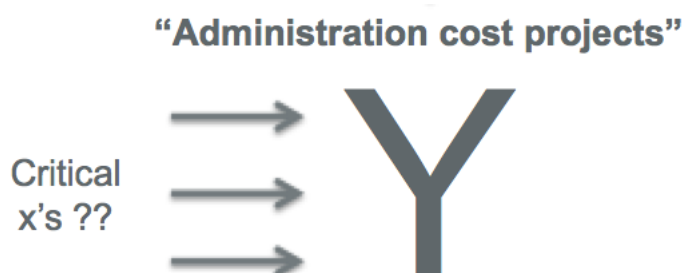 “Administration cost projects”
Critical
x’s ??
Y